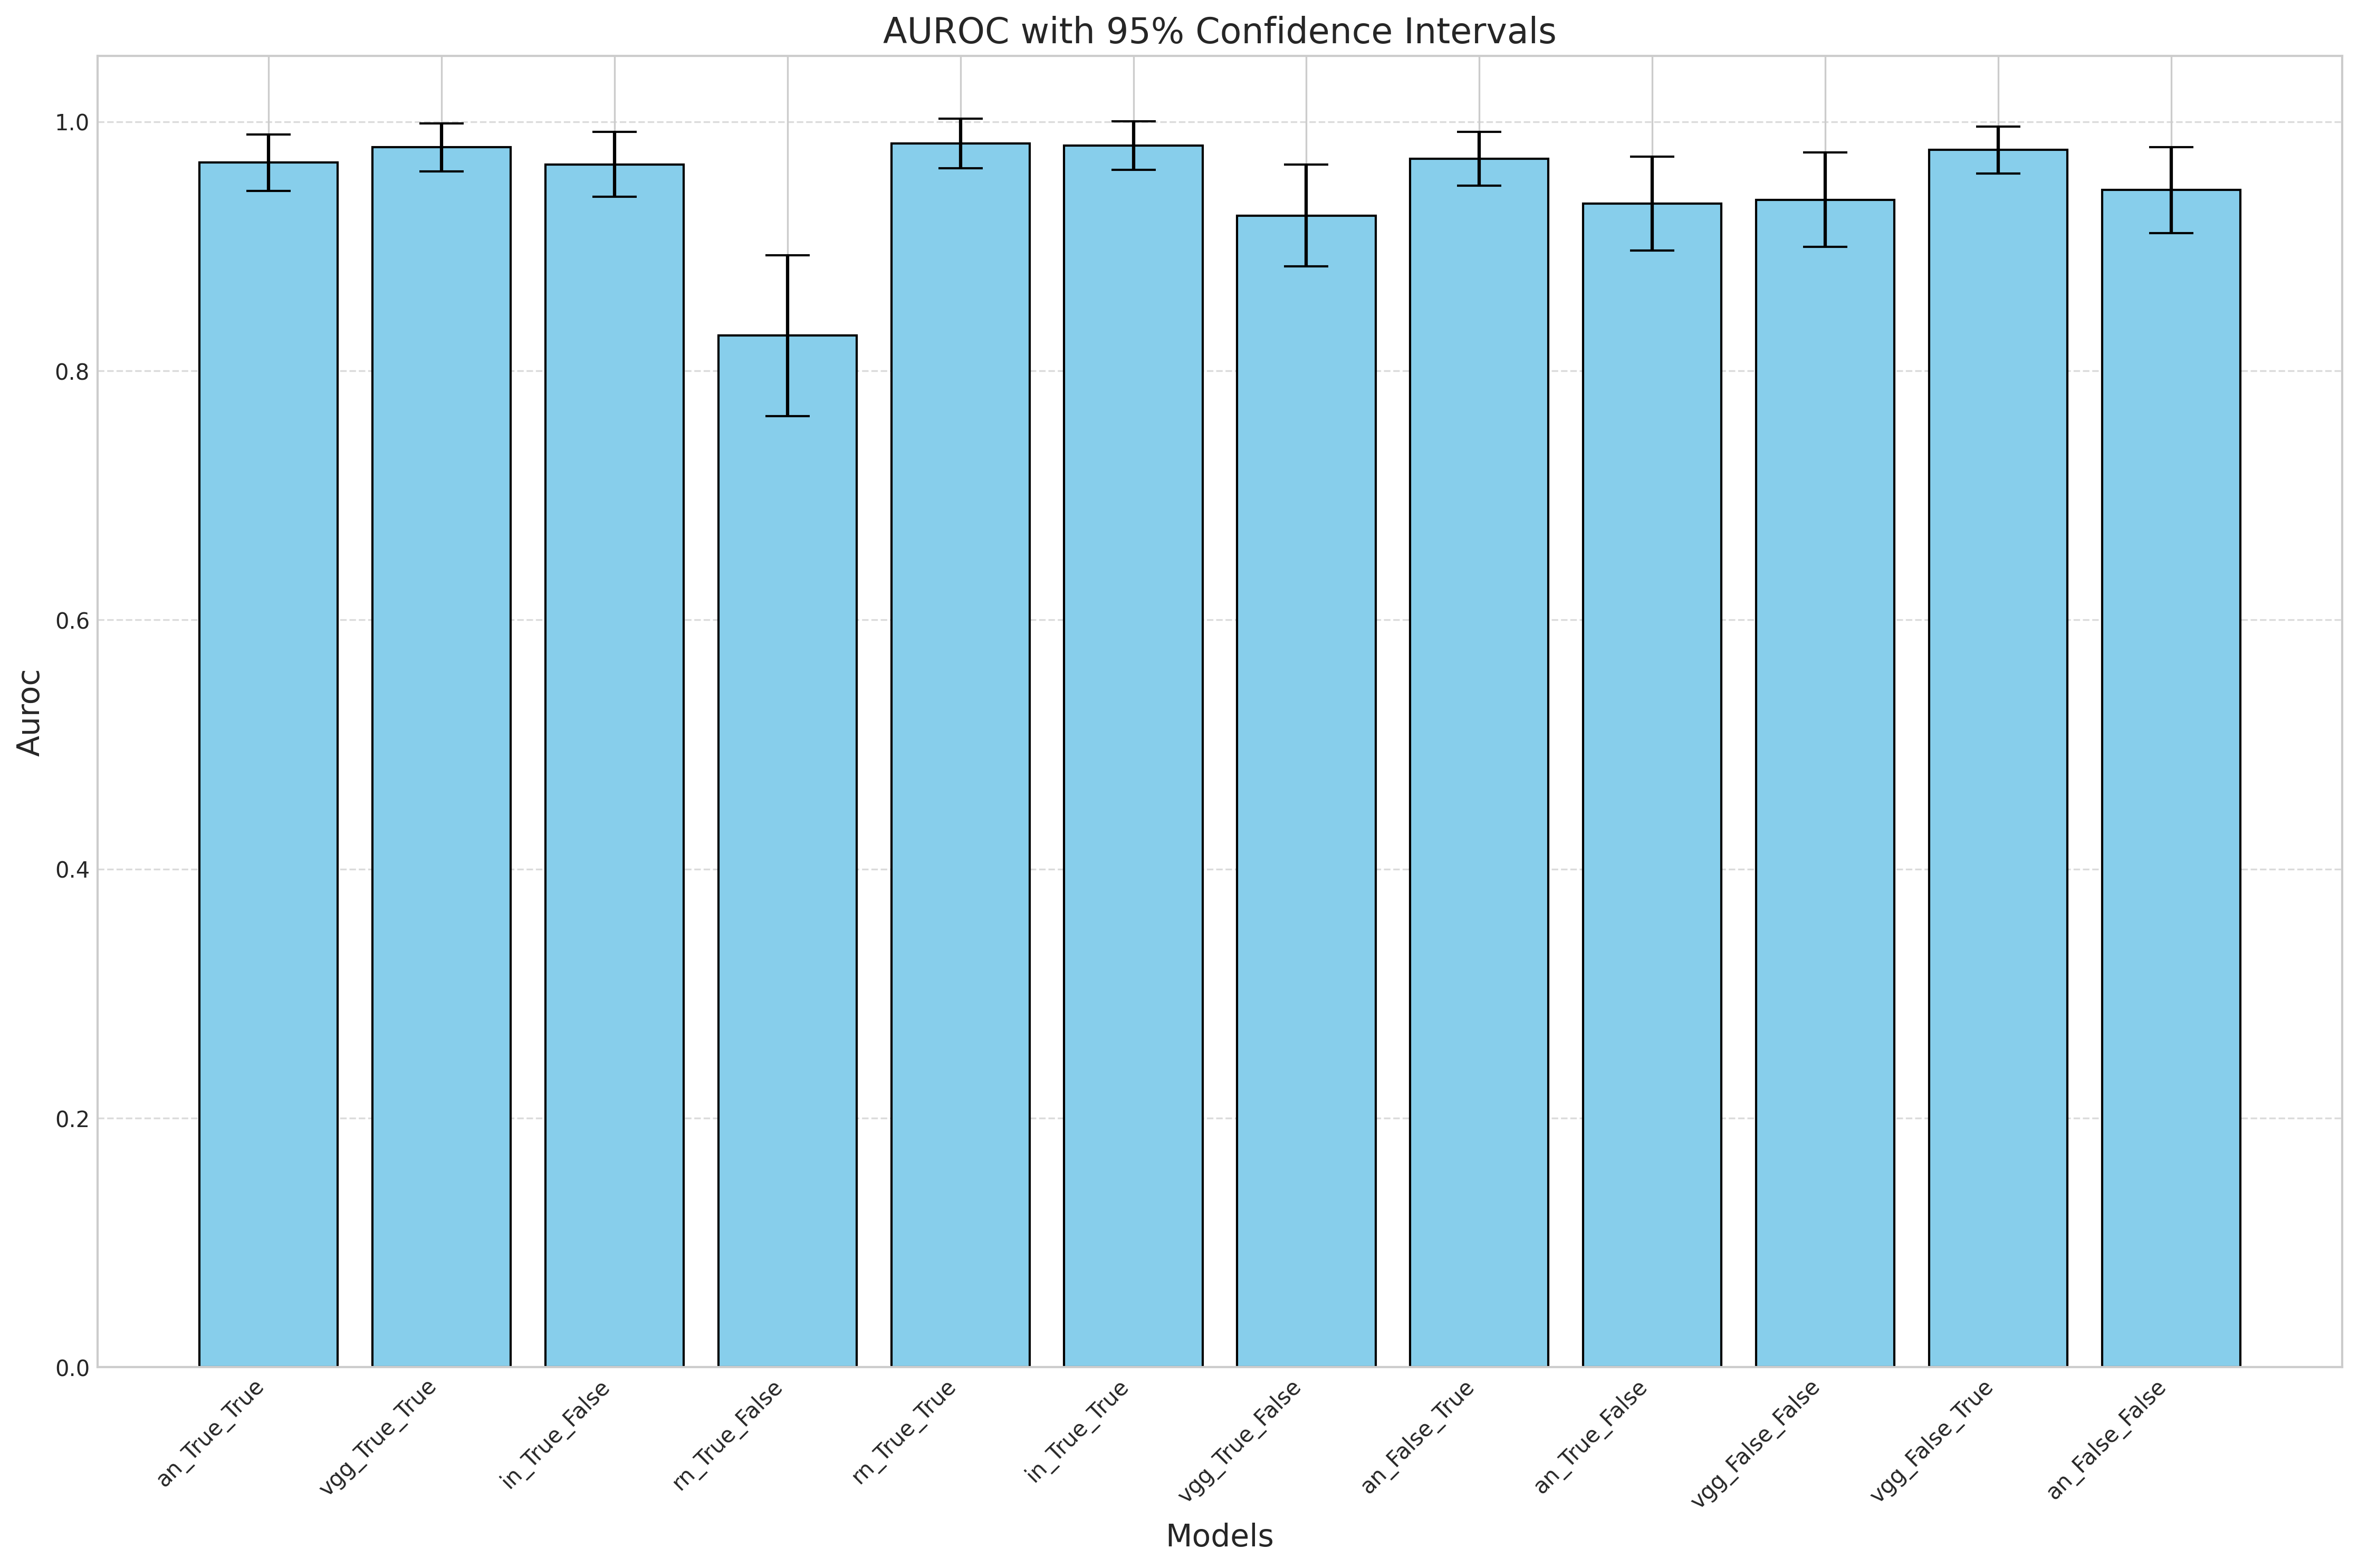 AUROC with 95% Confidence Intervals
Auroc
1.0
0.8
0.6
0.4
0.2
0.0
an_True_True
vgg_True_True
in_True_False
rn_True_False
rn_True_True
in_True_True
vgg_True_False
an_False_True
an_True_False
vgg_False_False
vgg_False_True
an_False_False
Models